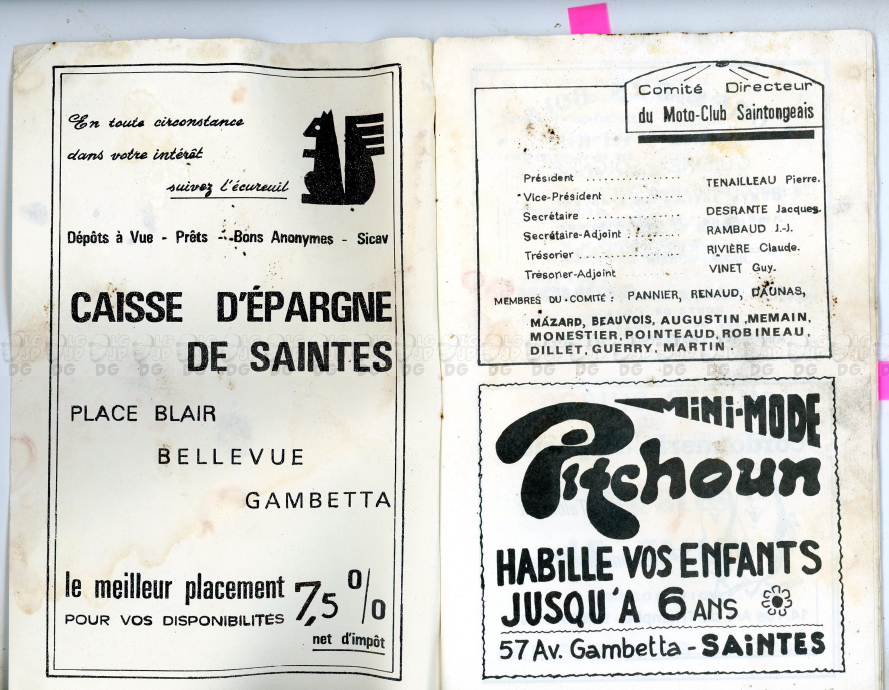 En toute circonstance
dans votre intérêt
suivez l'écureuil
Dépôts à Vue - Prêts - Bons Anonymes - Sicav
CAISSE D'ÉPARGNE
DE SAINTES
PLACE BLAIR
BELLEVUE
GAMBETTA
le meilleur placement 7,5 %
POUR VOS DISPONIBILITÉS
net d'impôt
Comité Directeur
du Moto-Club Saintongeais
Président .................... TENAILLEAU Pierre.
Vice-Président ................
Secrétaire .................... DESRANTE Jacques.
Secrétaire-Adjoint ............ RAMBAUD J.-J.
Trésorier ..................... RIVIÈRE Claude.
Trésorier-Adjoint ............. VINET Guy.
MEMBRES DU COMITÉ : PANNIER, RENAUD, DAUNAS,
MAZARD, BEAUVOIS, AUGUSTIN, MEMAIN,
MONESTIER, POINTEAUD, ROBINEAU,
DILLET, GUERRY, MARTIN.
MINI-MODE
Pitchoun
HABILLE VOS ENFANTS
JUSQU'A 6 ANS
57 Av. Gambetta - SAINTES